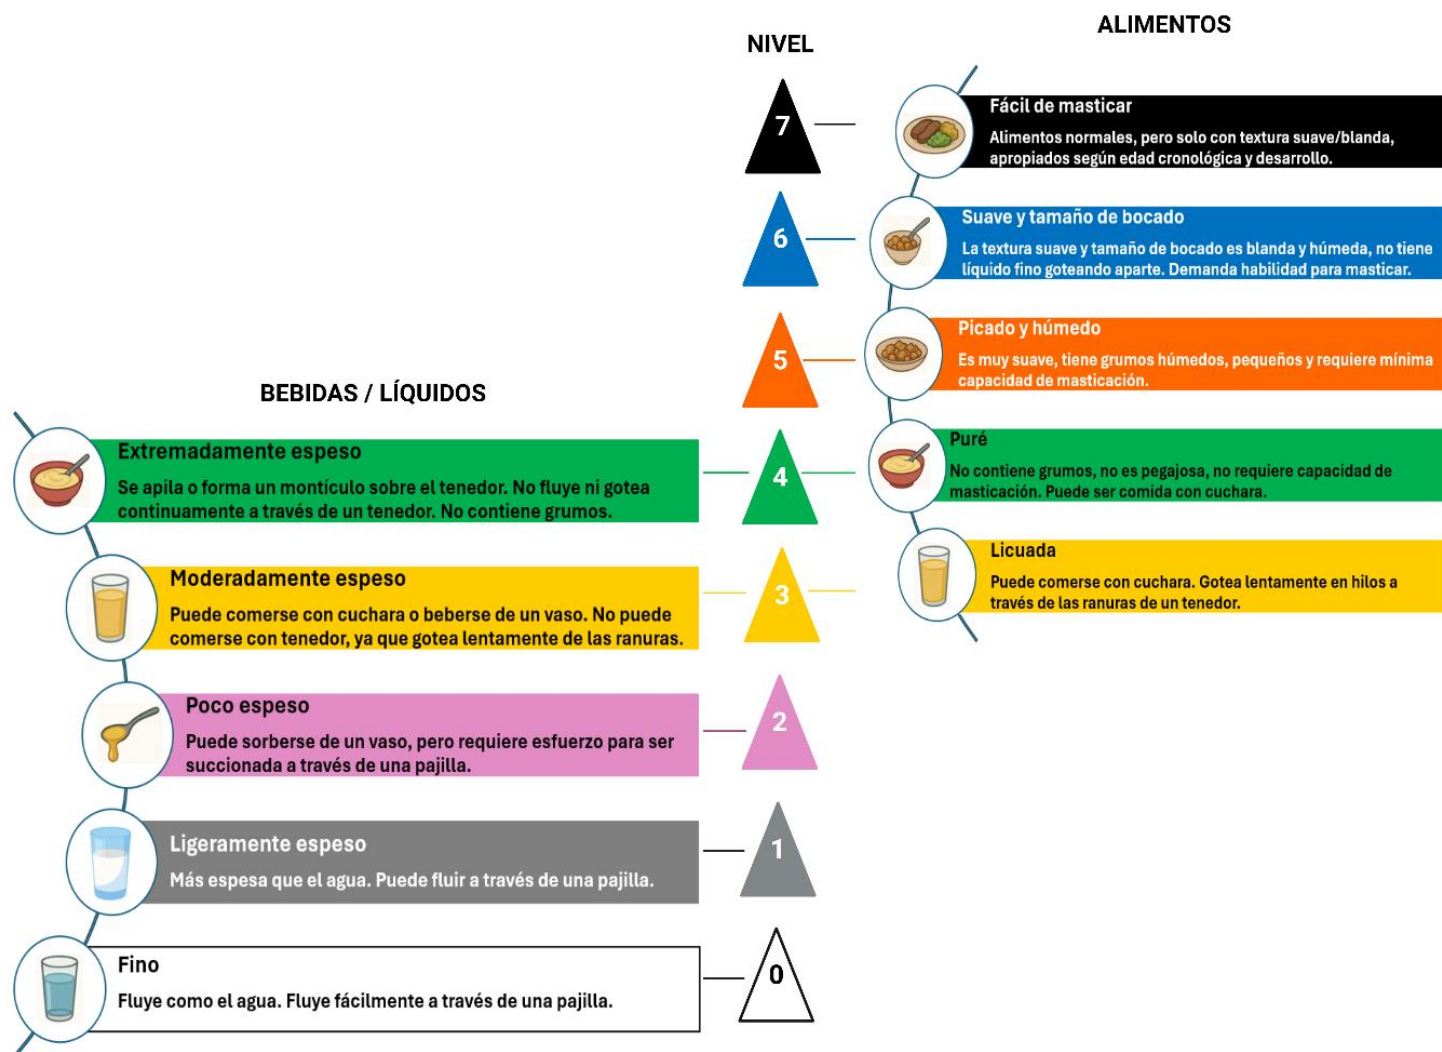 ALIMENTOS
NIVEL
7
Fácil de masticar
Alimentos normales, pero solo con textura suave/blanda,
apropiados según edad cronológica y desarrollo.
6
Suave y tamaño de bocado
La textura suave y tamaño de bocado es blanda y húmeda, no tiene
líquido fino goteando aparte. Demanda habilidad para masticar.
5
Picado y húmedo
Es muy suave, tiene grumos húmedos, pequeños y requiere mínima
capacidad de masticación.
BEBIDAS / LÍQUIDOS
Extremadamente espeso
Se apila o forma un montículo sobre el tenedor. No fluye ni gotea
continuamente a través de un tenedor. No contiene grumos.
4
Puré
No contiene grumos, no es pegajosa, no requiere capacidad de
masticación. Puede ser comida con cuchara.
Moderadamente espeso
Puede comerse con cuchara o beberse de un vaso. No puede
comerse con tenedor, ya que gotea lentamente de las ranuras.
3
Licuada
Puede comerse con cuchara. Gotea lentamente en hilos a
través de las ranuras de un tenedor.
Poco espeso
Puede sorberse de un vaso, pero requiere esfuerzo para ser
succionada a través de una pajilla.
2
Ligeramente espeso
Más espesa que el agua. Puede fluir a través de una pajilla.
1
Fino
Fluye como el agua. Fluye fácilmente a través de una pajilla.
0